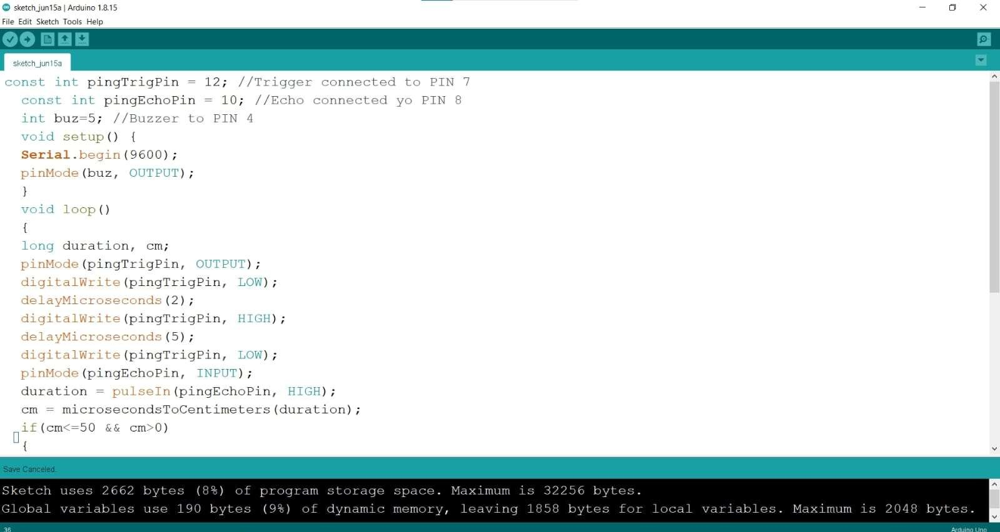 sketch_jun15a | Arduino 1.8.15
File Edit Sketch Tools Help
sketch_jun15a
const int pingTrigPin = 12; //Trigger connected to PIN 7
const int pingEchoPin = 10; //Echo connected yo PIN 8
int buz=5; //Buzzer to PIN 4
void setup() {
Serial.begin(9600);
pinMode(buz, OUTPUT);
}
void loop()
{
long duration, cm;
pinMode(pingTrigPin, OUTPUT);
digitalWrite(pingTrigPin, LOW);
delayMicroseconds(2);
digitalWrite(pingTrigPin, HIGH);
delayMicroseconds(5);
digitalWrite(pingTrigPin, LOW);
pinMode(pingEchoPin, INPUT);
duration = pulseIn(pingEchoPin, HIGH);
cm = microsecondsToCentimeters(duration);
if(cm<=50 && cm>0)
{
Save Canceled.
Sketch uses 2662 bytes (8%) of program storage space. Maximum is 32256 bytes.
Global variables use 190 bytes (9%) of dynamic memory, leaving 1858 bytes for local variables. Maximum is 2048 bytes.
36 Arduino Uno